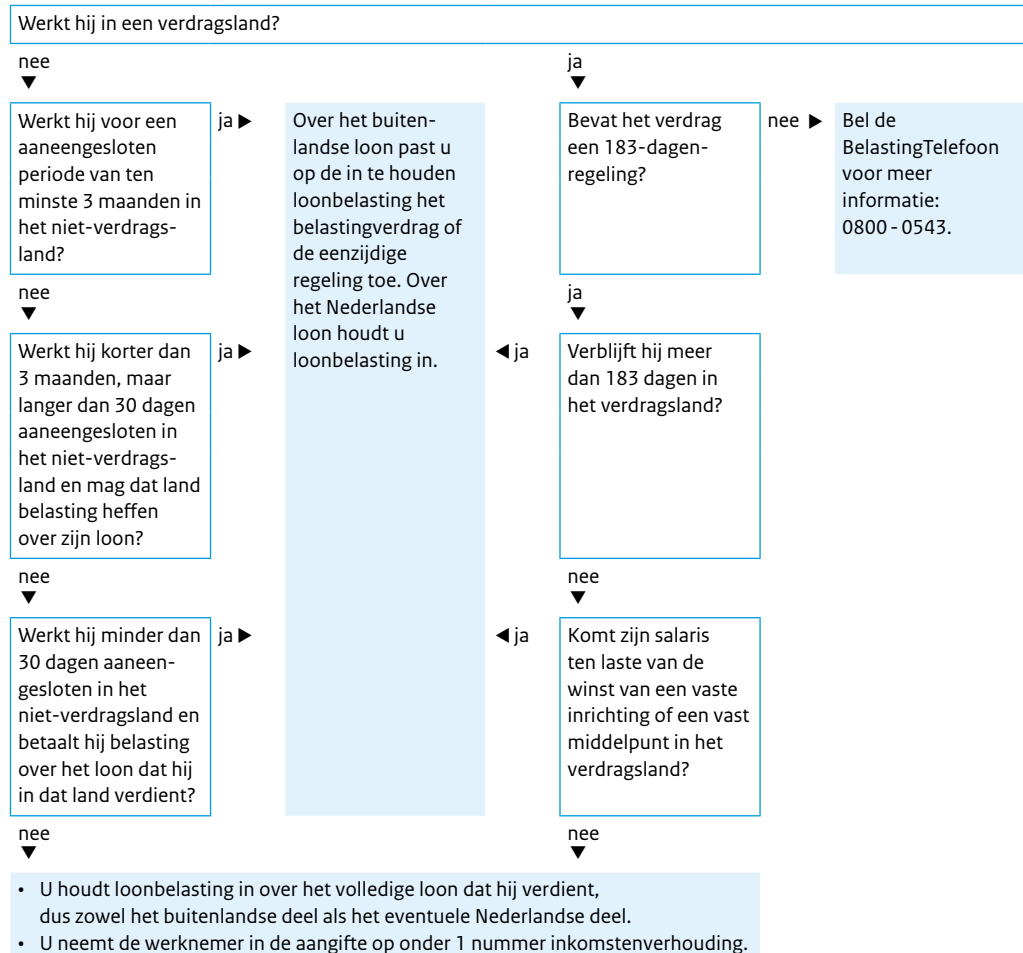 Werkt hij in een verdragsland?
nee
▼
ja
▼
Werkt hij voor een
aaneengesloten
periode van ten
minste 3 maanden in
het niet-verdrags-
land?
ja ▶
Over het buiten-
landse loon past u
op de in te houden
loonbelasting het
belastingverdrag of
de eenzijdige
regeling toe. Over
het Nederlandse
loon houdt u
loonbelasting in.
Bevat het verdrag
een 183-dagen-
regeling?
nee ▶
Bel de
BelastingTelefoon
voor meer
informatie:
0800 - 0543.
nee
▼
ja
▼
Werkt hij korter dan
3 maanden, maar
langer dan 30 dagen
aaneengesloten in
het niet-verdrags-
land en mag dat land
belasting heffen
over zijn loon?
ja ▶
◀ ja
Verblijft hij meer
dan 183 dagen in
het verdragsland?
nee
▼
nee
▼
Werkt hij minder dan
30 dagen aaneen-
gesloten in het
niet-verdragsland en
betaalt hij belasting
over het loon dat hij
in dat land verdient?
ja ▶
◀ ja
Komt zijn salaris
ten laste van de
winst van een vaste
inrichting of een vast
middelpunt in het
verdragsland?
nee
▼
nee
▼
• U houdt loonbelasting in over het volledige loon dat hij verdient,
dus zowel het buitenlandse deel als het eventuele Nederlandse deel.
• U neemt de werknemer in de aangifte op onder 1 nummer inkomstenverhouding.